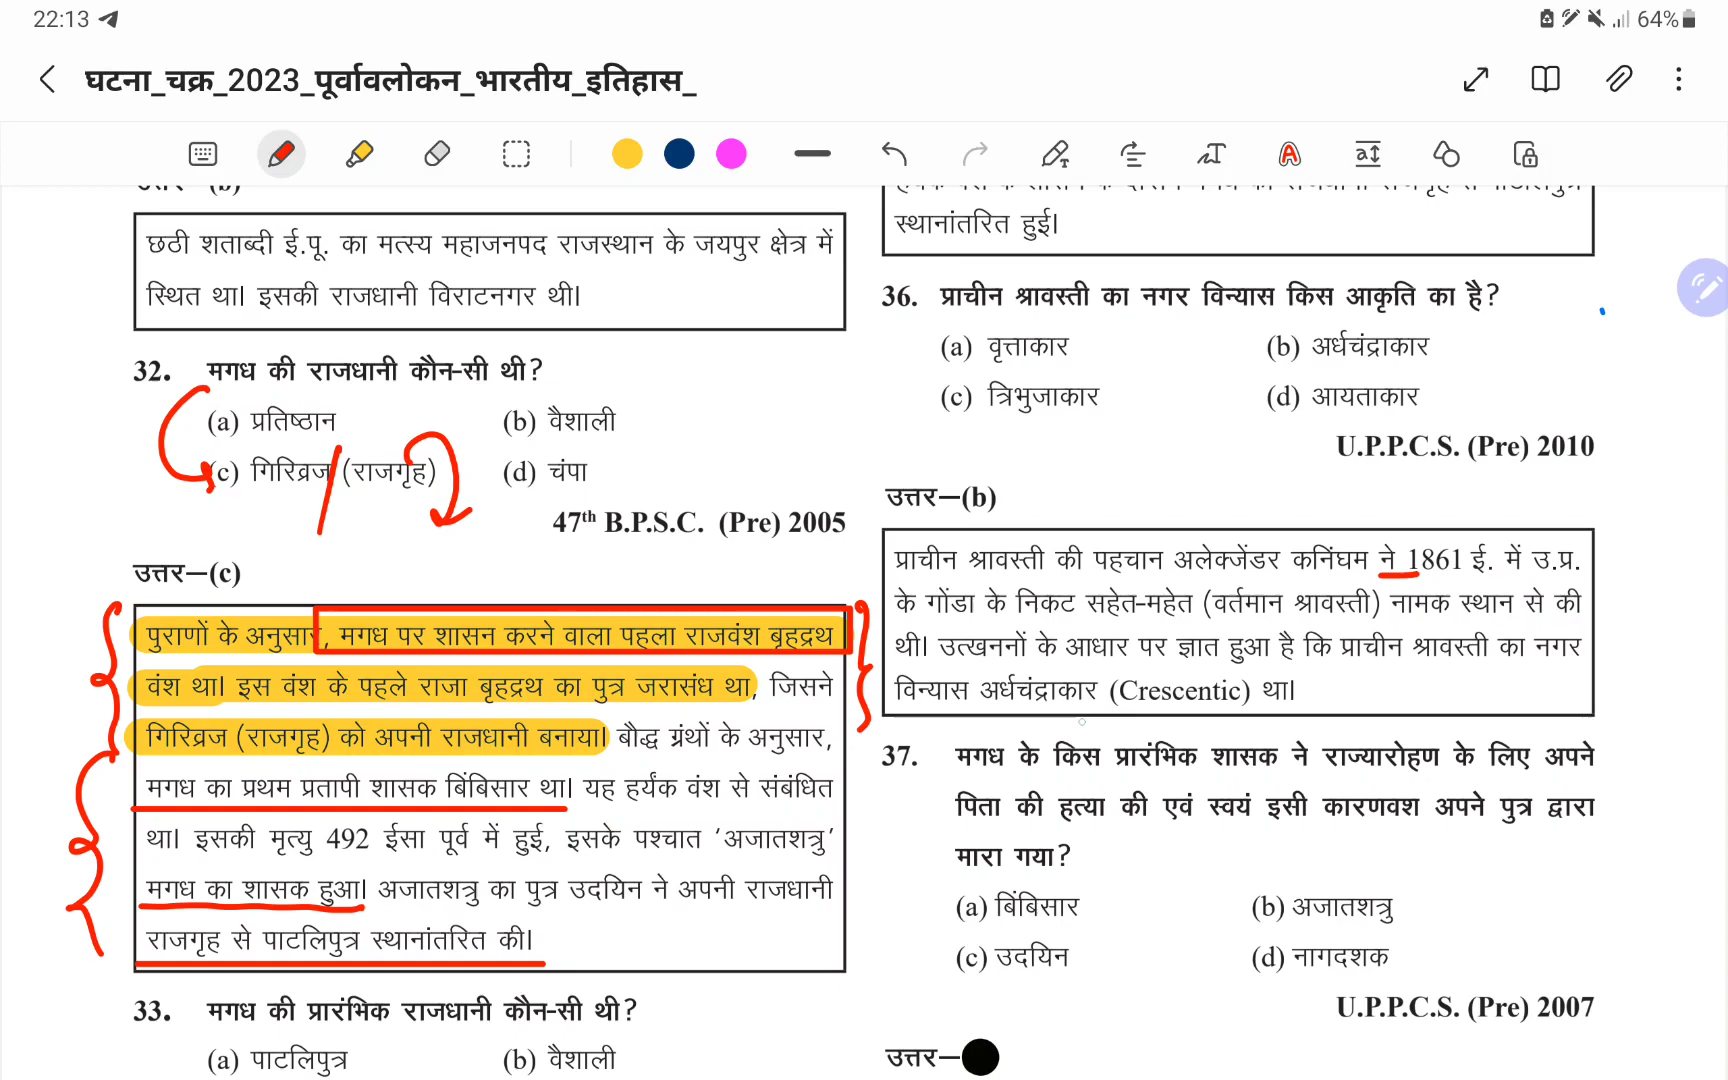 22:13
64%
घटना_चक्र_2023_पूर्वावलोकन_भारतीय_इतिहास_
उत्तर—(b)
छठी शताब्दी ई.पू. का मत्स्य महाजनपद राजस्थान के जयपुर क्षेत्र में
स्थित था। इसकी राजधानी विराटनगर थी।
32. मगध की राजधानी कौन-सी थी?
(a) प्रतिष्ठान (b) वैशाली
(c) गिरिव्रज (राजगृह) (d) चंपा
47th B.P.S.C. (Pre) 2005
उत्तर—(c)
पुराणों के अनुसार, मगध पर शासन करने वाला पहला राजवंश बृहद्रथ
वंश था। इस वंश के पहले राजा बृहद्रथ का पुत्र जरासंध था, जिसने
गिरिव्रज (राजगृह) को अपनी राजधानी बनाया। बौद्ध ग्रंथों के अनुसार,
मगध का प्रथम प्रतापी शासक बिंबिसार था। यह हर्यंक वंश से संबंधित
था। इसकी मृत्यु 492 ईसा पूर्व में हुई, इसके पश्चात 'अजातशत्रु'
मगध का शासक हुआ। अजातशत्रु का पुत्र उदयिन ने अपनी राजधानी
राजगृह से पाटलिपुत्र स्थानांतरित की।
33. मगध की प्रारंभिक राजधानी कौन-सी थी?
(a) पाटलिपुत्र (b) वैशाली
स्थानांतरित हुई।
36. प्राचीन श्रावस्ती का नगर विन्यास किस आकृति का है?
(a) वृत्ताकार (b) अर्धचंद्राकार
(c) त्रिभुजाकार (d) आयताकार
U.P.P.C.S. (Pre) 2010
उत्तर—(b)
प्राचीन श्रावस्ती की पहचान अलेक्जेंडर कनिंघम ने 1861 ई. में उ.प्र.
के गोंडा के निकट सहेत-महेत (वर्तमान श्रावस्ती) नामक स्थान से की
थी। उत्खननों के आधार पर ज्ञात हुआ है कि प्राचीन श्रावस्ती का नगर
विन्यास अर्धचंद्राकार (Crescentic) था।
37. मगध के किस प्रारंभिक शासक ने राज्यारोहण के लिए अपने
पिता की हत्या की एवं स्वयं इसी कारणवश अपने पुत्र द्वारा
मारा गया?
(a) बिंबिसार (b) अजातशत्रु
(c) उदयिन (d) नागदशक
U.P.P.C.S. (Pre) 2007
उत्तर—